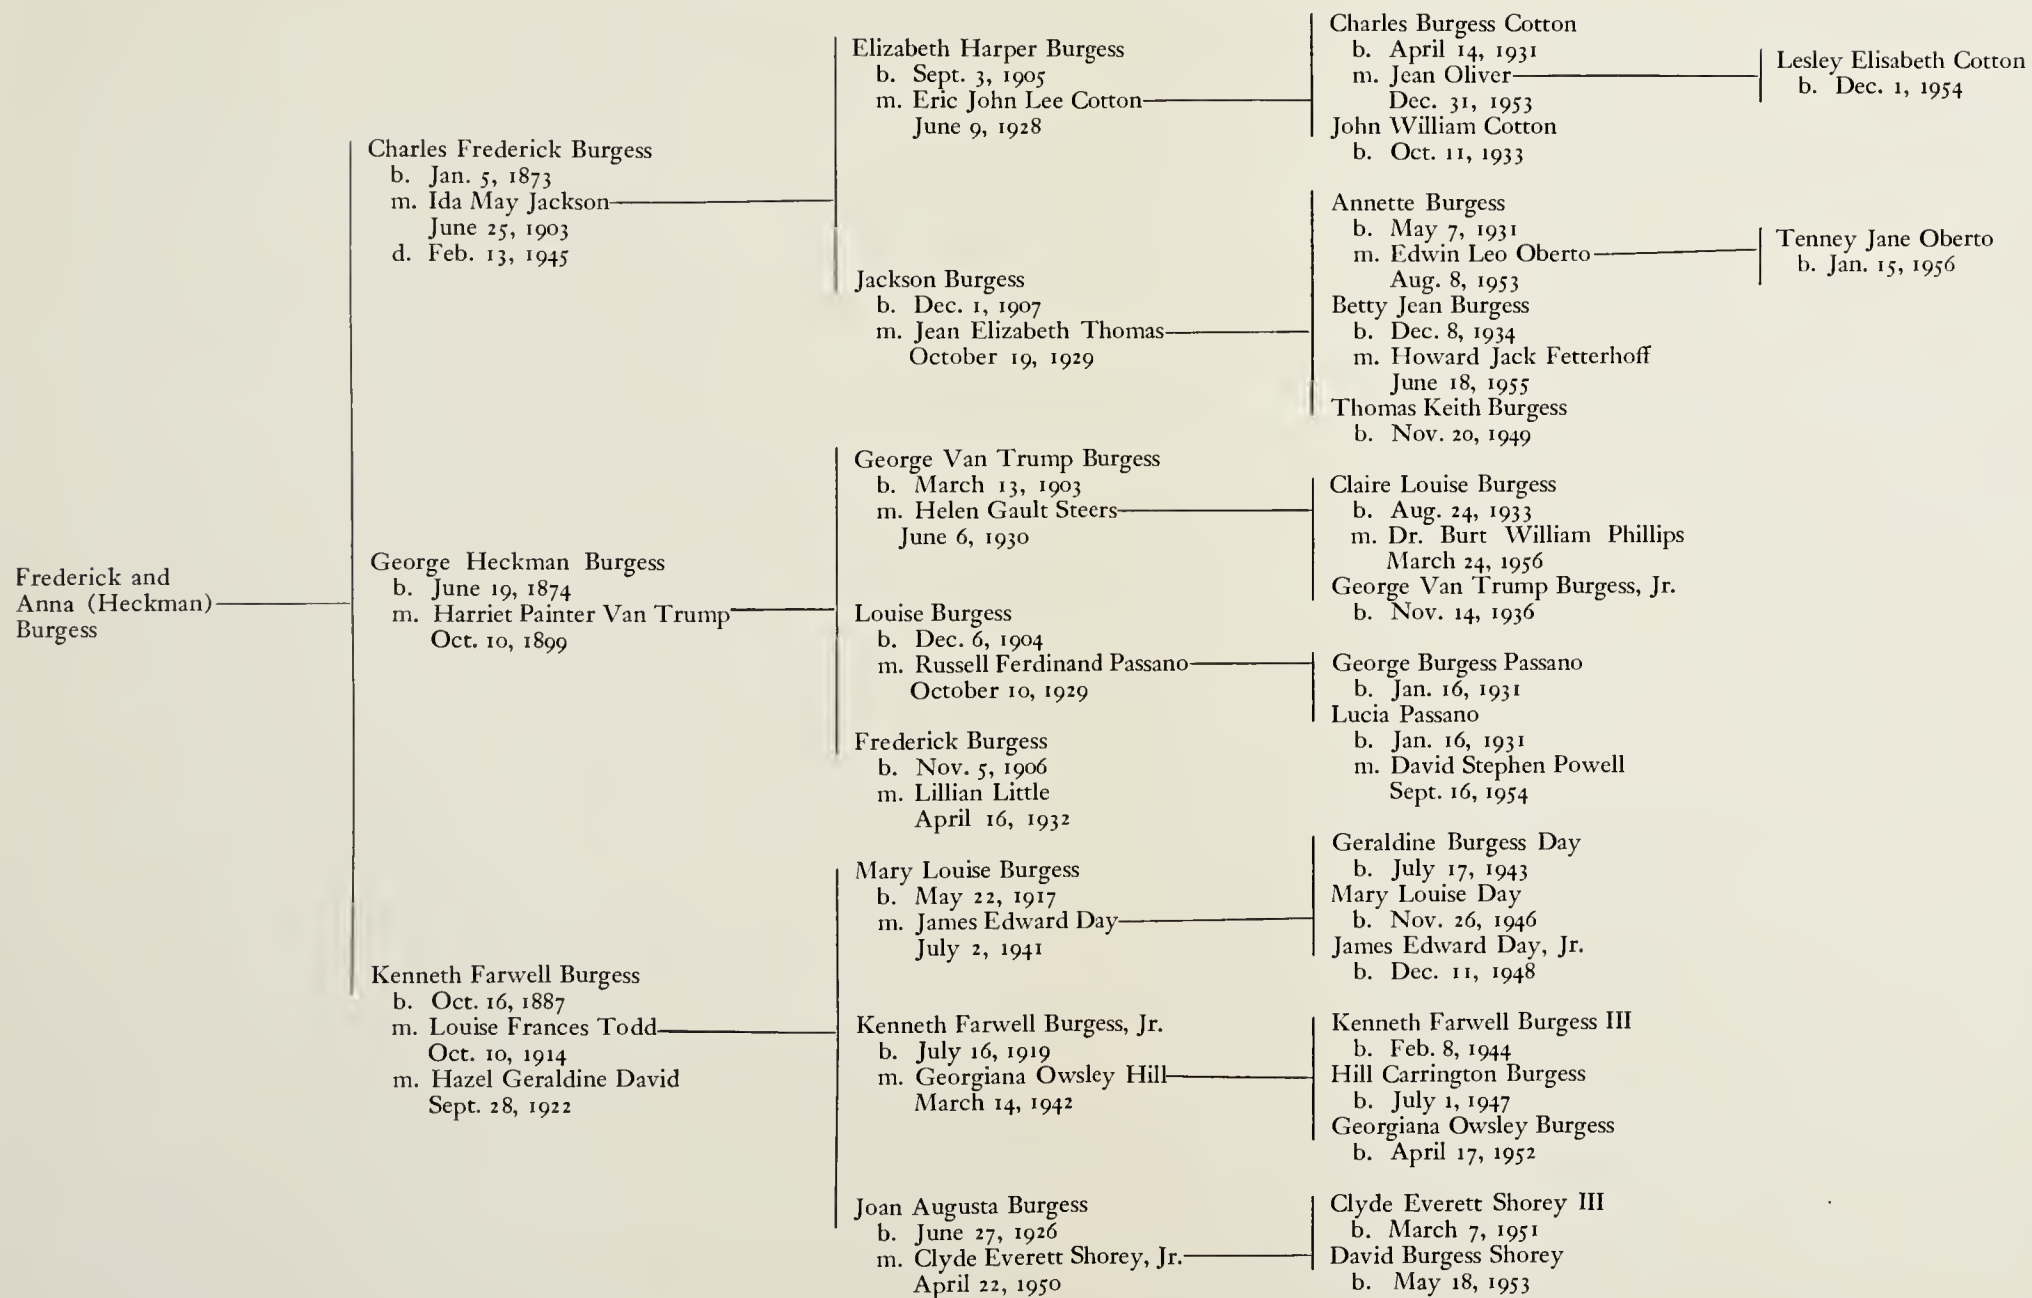 Frederick and
Anna (Heckman)
Burgess
Charles Frederick Burgess
b. Jan. 5, 1873
m. Ida May Jackson
June 25, 1903
d. Feb. 13, 1945
George Heckman Burgess
b. June 19, 1874
m. Harriet Painter Van Trump
Oct. 10, 1899
Kenneth Farwell Burgess
b. Oct. 16, 1887
m. Louise Frances Todd
Oct. 10, 1914
m. Hazel Geraldine David
Sept. 28, 1922
Elizabeth Harper Burgess
b. Sept. 3, 1905
m. Eric John Lee Cotton
June 9, 1928
Jackson Burgess
b. Dec. 1, 1907
m. Jean Elizabeth Thomas
October 19, 1929
George Van Trump Burgess
b. March 13, 1903
m. Helen Gault Steers
June 6, 1930
Louise Burgess
b. Dec. 6, 1904
m. Russell Ferdinand Passano
October 10, 1929
Frederick Burgess
b. Nov. 5, 1906
m. Lillian Little
April 16, 1932
Mary Louise Burgess
b. May 22, 1917
m. James Edward Day
July 2, 1941
Kenneth Farwell Burgess, Jr.
b. July 16, 1919
m. Georgiana Owsley Hill
March 14, 1942
Joan Augusta Burgess
b. June 27, 1926
m. Clyde Everett Shorey, Jr.
April 22, 1950
Charles Burgess Cotton
b. April 14, 1931
m. Jean Oliver
Dec. 31, 1953
John William Cotton
b. Oct. 11, 1933
Annette Burgess
b. May 7, 1931
m. Edwin Leo Oberto
Aug. 8, 1953
Betty Jean Burgess
b. Dec. 8, 1934
m. Howard Jack Fetterhoff
June 18, 1955
Thomas Keith Burgess
b. Nov. 20, 1949
Claire Louise Burgess
b. Aug. 24, 1933
m. Dr. Burt William Phillips
March 24, 1956
George Van Trump Burgess, Jr.
b. Nov. 14, 1936
George Burgess Passano
b. Jan. 16, 1931
Lucia Passano
b. Jan. 16, 1931
m. David Stephen Powell
Sept. 16, 1954
Geraldine Burgess Day
b. July 17, 1943
Mary Louise Day
b. Nov. 26, 1946
James Edward Day, Jr.
b. Dec. 11, 1948
Kenneth Farwell Burgess III
b. Feb. 8, 1944
Hill Carrington Burgess
b. July 1, 1947
Georgiana Owsley Burgess
b. April 17, 1952
Clyde Everett Shorey III
b. March 7, 1951
David Burgess Shorey
b. May 18, 1953
Lesley Elisabeth Cotton
b. Dec. 1, 1954
Tenney Jane Oberto
b. Jan. 15, 1956